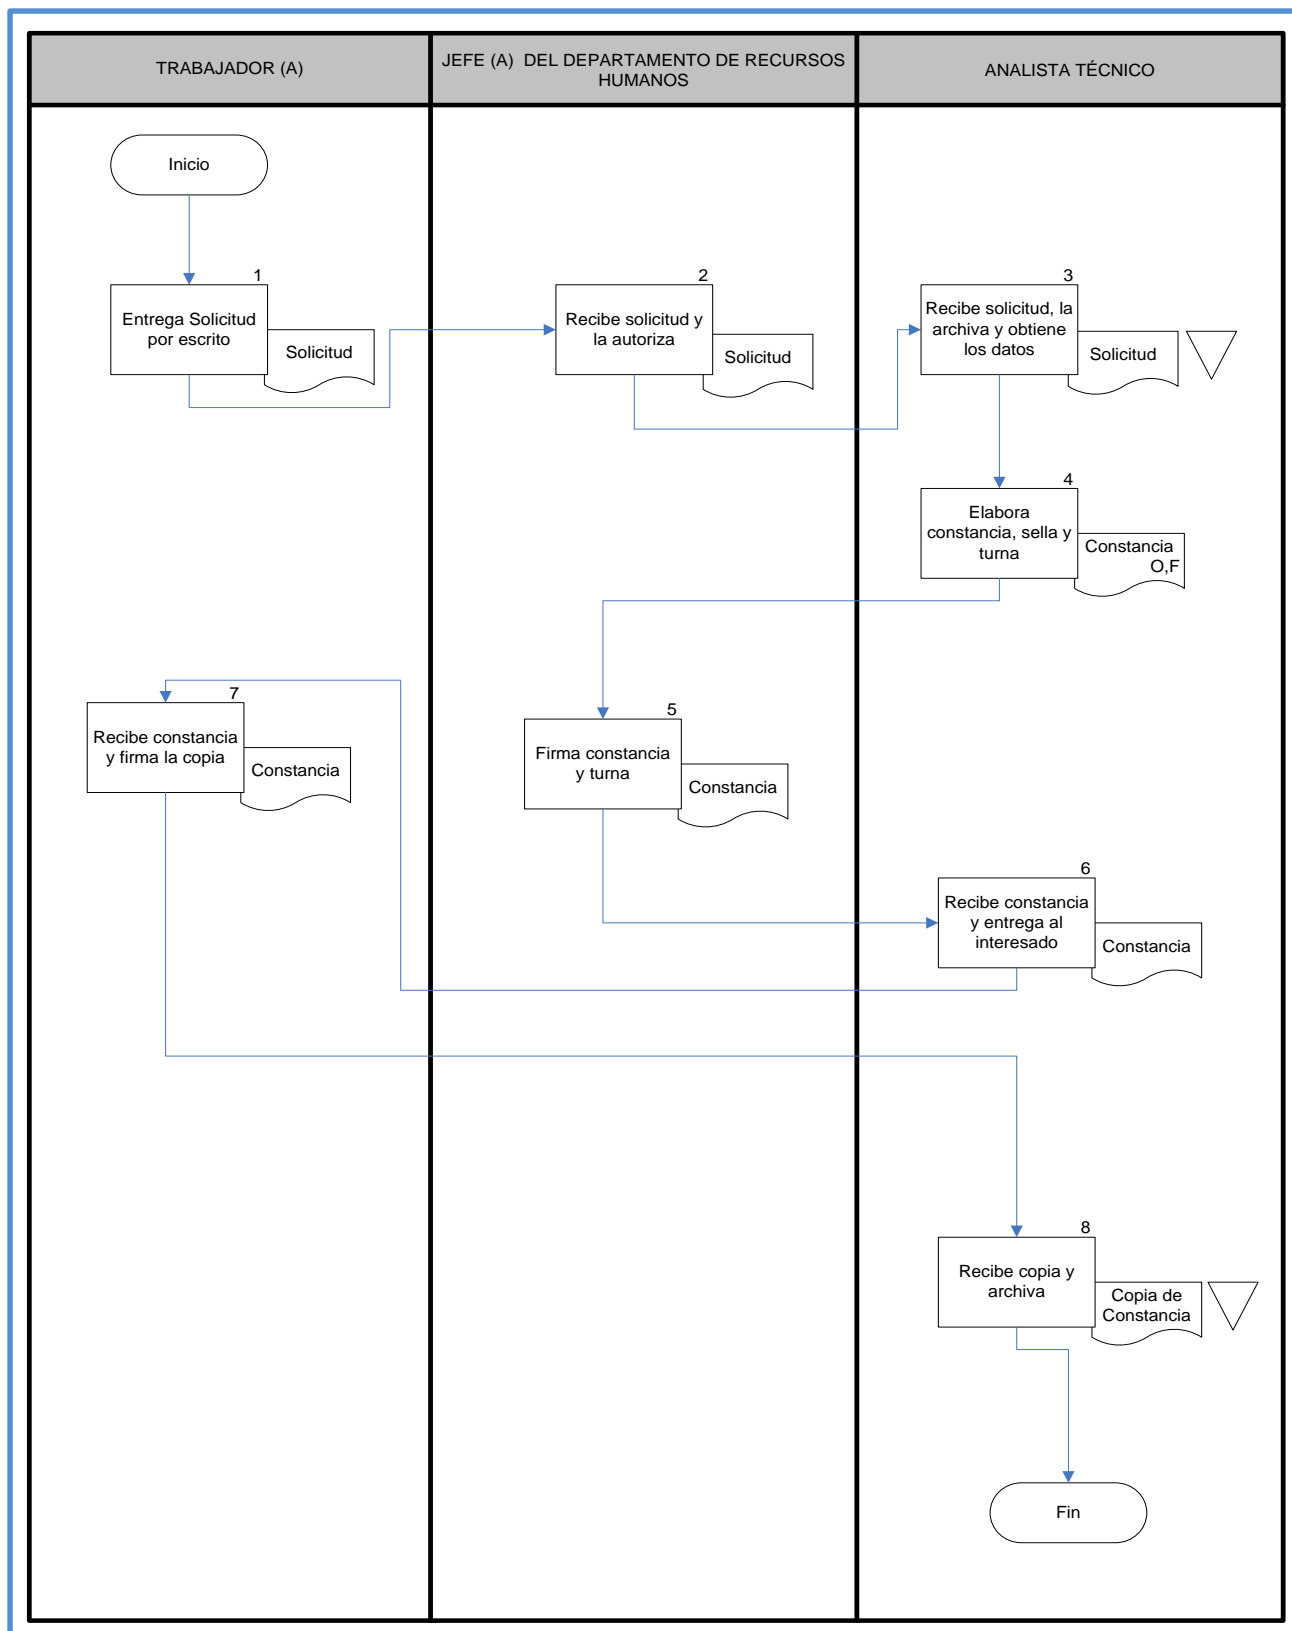 TRABAJADOR (A)
JEFE (A)  DEL DEPARTAMENTO DE RECURSOS
HUMANOS
ANALISTA TÉCNICO
Inicio
1
Entrega Solicitud
por escrito
Solicitud
2
Recibe solicitud y
la autoriza
Solicitud
3
Recibe solicitud, la
archiva y obtiene
los datos
Solicitud
4
Elabora
constancia, sella y
turna
Constancia
O,F
5
Firma constancia
y turna
Constancia
6
Recibe constancia
y entrega al
interesado
Constancia
7
Recibe constancia
y firma la copia
Constancia
8
Recibe copia y
archiva
Copia de
Constancia
Fin